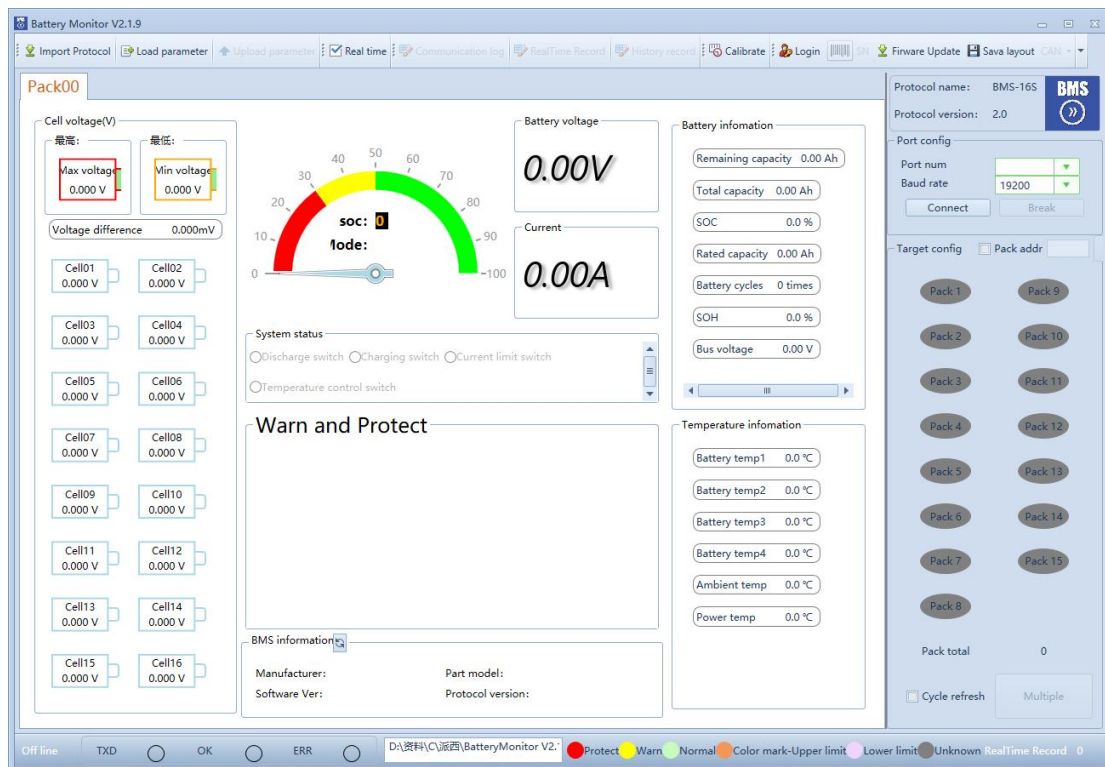 Battery Monitor V2.1.9
Import Protocol Load parameter Upload parameter Real time Communication log RealTime Record History record Calibrate Login SN Finware Update Sava layout CAN
Pack00
Cell voltage(V)
最高:
最低:
Max voltage
0.000 V
Min voltage
0.000 V
Voltage difference 0.000mV
Cell01
0.000 V
Cell02
0.000 V
Cell03
0.000 V
Cell04
0.000 V
Cell05
0.000 V
Cell06
0.000 V
Cell07
0.000 V
Cell08
0.000 V
Cell09
0.000 V
Cell10
0.000 V
Cell11
0.000 V
Cell12
0.000 V
Cell13
0.000 V
Cell14
0.000 V
Cell15
0.000 V
Cell16
0.000 V
0
10
20
30
40
50
60
70
80
90
100
soc: 0
Mode:
Battery voltage
0.00V
Current
0.00A
System status
Discharge switch Charging switch Current limit switch
Temperature control switch
Warn and Protect
BMS information
Manufacturer: Part model:
Software Ver: Protocol version:
Battery infomation
Remaining capacity 0.00 Ah
Total capacity 0.00 Ah
SOC 0.0 %
Rated capacity 0.00 Ah
Battery cycles 0 times
SOH 0.0 %
Bus voltage 0.00 V
Temperature infomation
Battery temp1 0.0 ℃
Battery temp2 0.0 ℃
Battery temp3 0.0 ℃
Battery temp4 0.0 ℃
Ambient temp 0.0 ℃
Power temp 0.0 ℃
Protocol name: BMS-16S
Protocol version: 2.0
BMS
Port config
Port num
Baud rate 19200
Connect Break
Target config Pack addr
Pack 1 Pack 9
Pack 2 Pack 10
Pack 3 Pack 11
Pack 4 Pack 12
Pack 5 Pack 13
Pack 6 Pack 14
Pack 7 Pack 15
Pack 8
Pack total 0
Cycle refresh Multiple
Off line TXD OK ERR D:\资料\C\派西\BatteryMonitor V2. Protect Warn Normal Color mark-Upper limit Lower limit Unknown RealTime Record 0